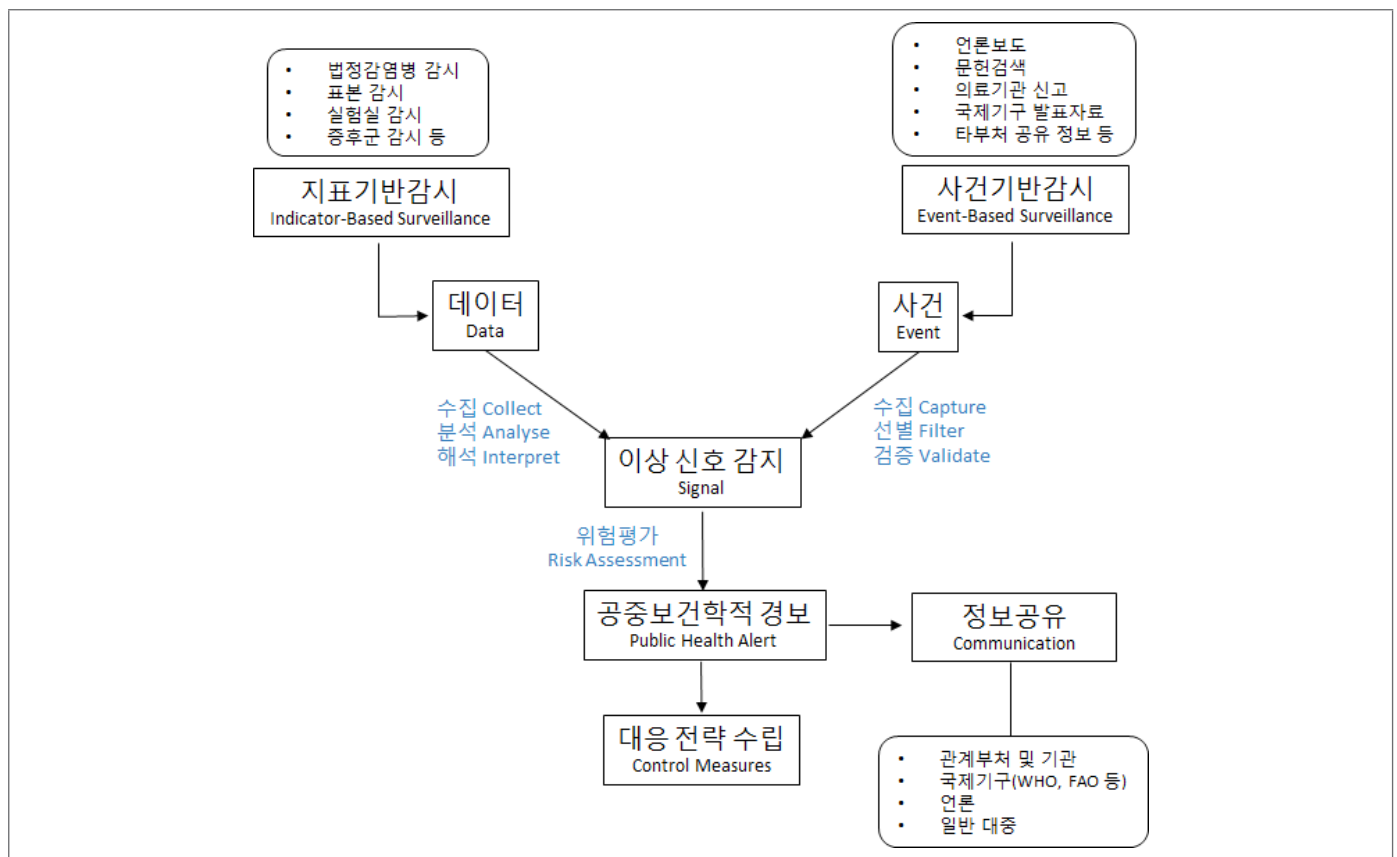 • 법정감염병 감시
• 표본 감시
• 실험실 감시
• 증후군 감시 등
지표기반감시
Indicator-Based Surveillance
• 언론보도
• 문헌검색
• 의료기관 신고
• 국제기구 발표자료
• 타부처 공유 정보 등
사건기반감시
Event-Based Surveillance
데이터
Data
사건
Event
수집 Collect
분석 Analyse
해석 Interpret
수집 Capture
선별 Filter
검증 Validate
이상 신호 감지
Signal
위험평가
Risk Assessment
공중보건학적 경보
Public Health Alert
정보공유
Communication
대응 전략 수립
Control Measures
• 관계부처 및 기관
• 국제기구(WHO, FAO 등)
• 언론
• 일반 대중